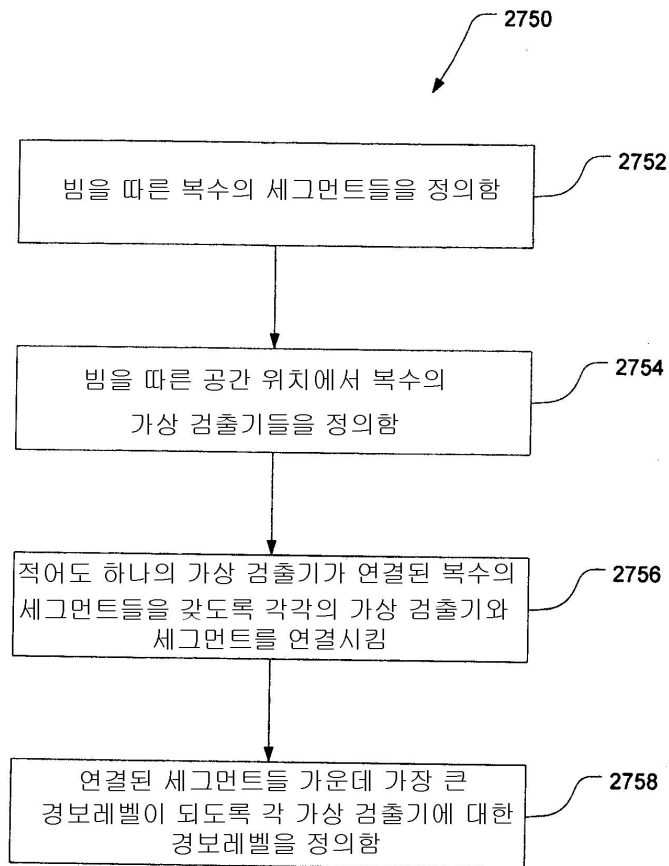 2750
빔을 따른 복수의 세그먼트들을 정의함
2752
빔을 따른 공간 위치에서 복수의
가상 검출기들을 정의함
2754
적어도 하나의 가상 검출기가 연결된 복수의
세그먼트들을 갖도록 각각의 가상 검출기와
세그먼트를 연결시킴
2756
연결된 세그먼트들 가운데 가장 큰
경보레벨이 되도록 각 가상 검출기에 대한
경보레벨을 정의함
2758